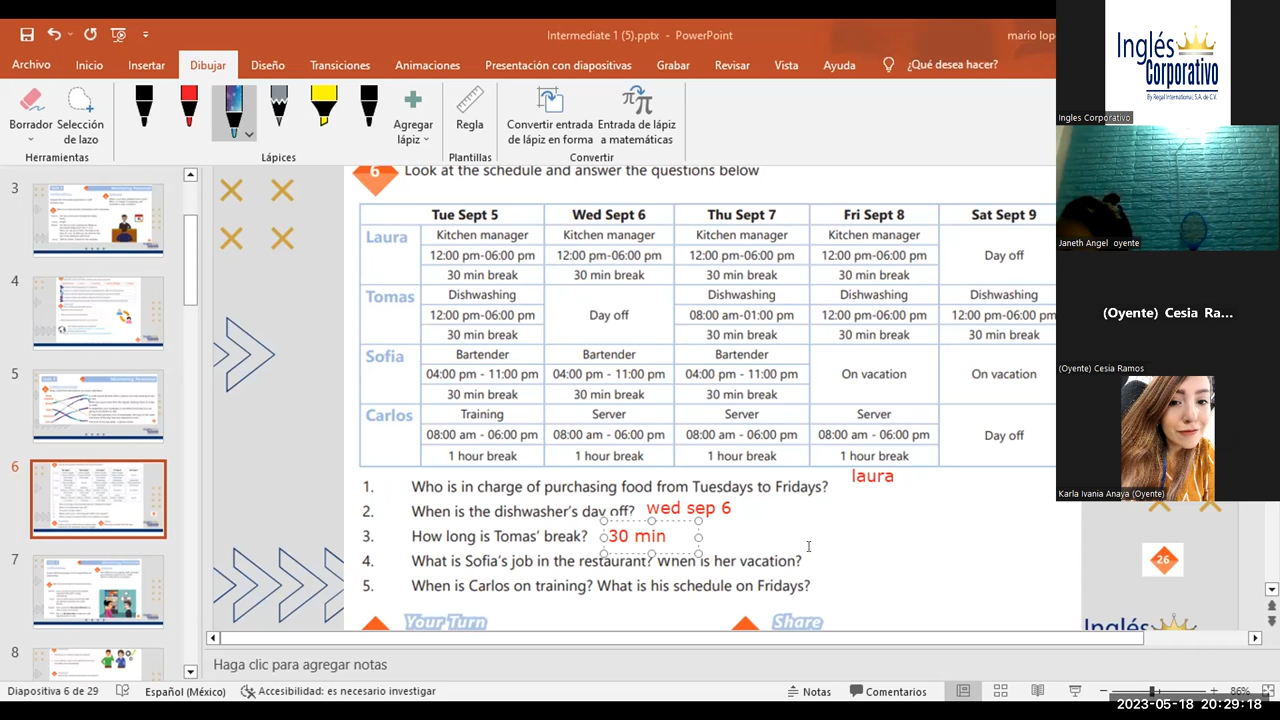 Intermediate 1 (5).pptx - PowerPoint
mario lop
Archivo Inicio Insertar Dibujar Diseño Transiciones Animaciones Presentación con diapositivas Grabar Revisar Vista Ayuda ¿Qué desea hacer?
Borrador
Selección de lazo
Agregar lápiz
Regla
Convertir entrada de lápiz en forma
Entrada de lápiz a matemáticas
Herramientas
Lápices
Plantillas
Convertir
Inglés
Corporativo
By Regal International, S.A. de C.V.
Ingles Corporativo
Janeth Angel oyente
(Oyente) Cesia Ra...
(Oyente) Cesia Ramos
Karla Ivania Anaya (Oyente)
3
4
5
6
7
8
6 Look at the schedule and answer the questions below
Tue Sept 5 Wed Sept 6 Thu Sept 7 Fri Sept 8 Sat Sept 9
Laura Kitchen manager Kitchen manager Kitchen manager Kitchen manager
12:00 pm-06:00 pm 12:00 pm-06:00 pm 12:00 pm-06:00 pm 12:00 pm-06:00 pm Day off
30 min break 30 min break 30 min break 30 min break
Tomas Dishwashing Dishwashing Dishwashing Dishwashing
12:00 pm-06:00 pm Day off 08:00 am-01:00 pm 12:00 pm-06:00 pm 12:00 pm-06:00 pm
30 min break 30 min break 30 min break 30 min break
Sofia Bartender Bartender Bartender
04:00 pm - 11:00 pm 04:00 pm - 11:00 pm 04:00 pm - 11:00 pm On vacation On vacation
30 min break 30 min break 30 min break
Carlos Training Server Server Server
08:00 am - 06:00 pm 08:00 am - 06:00 pm 08:00 am - 06:00 pm 08:00 am - 06:00 pm Day off
1 hour break 1 hour break 1 hour break 1 hour break
1. Who is in charge of purchasing food from Tuesdays to Fridays? laura
2. When is the dishwasher's day off? wed sep 6
3. How long is Tomas' break? 30 min
4. What is Sofia's job in the restaurant? When is her vacation?
5. When is Carlos on training? What is his schedule on Fridays?
Your Turn
Share
26
Inglés
Haga clic para agregar notas
Diapositiva 6 de 29 Español (México) Accesibilidad: es necesario investigar Notas Comentarios 86%
2023-05-18 20:29:18